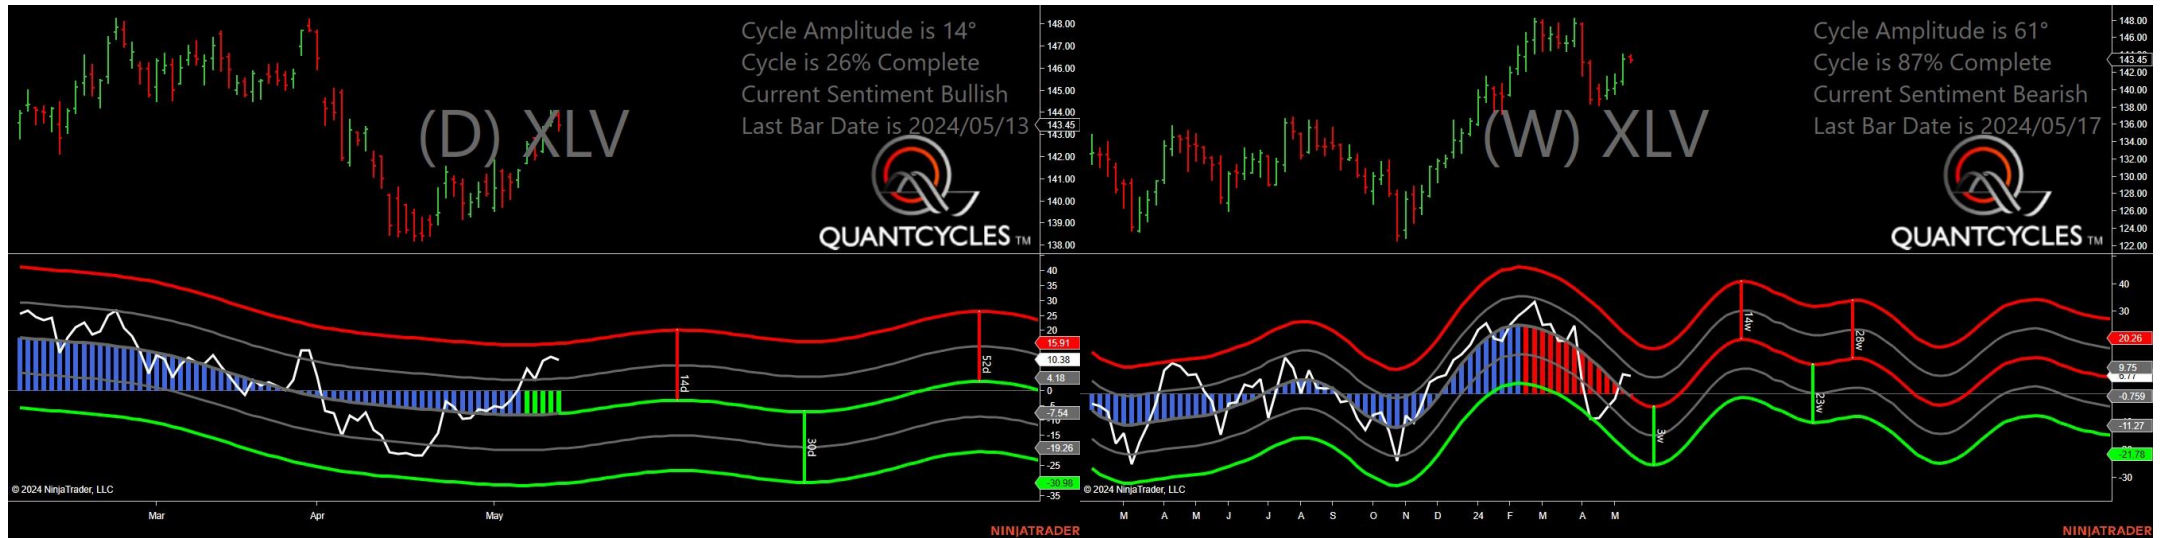 Cycle Amplitude is 14°
Cycle is 26% Complete
Current Sentiment Bullish
Last Bar Date is 2024/05/13
(D) XLV
QUANTCYCLES TM
148.00
147.00
146.00
145.00
144.00
143.45
143.00
142.00
141.00
140.00
139.00
138.00
40
35
30
25
20
15.91
10.38
4.18
0
-7.54
-10
-15
-19.26
-25
-30.98
-35
14d
30d
52d
© 2024 NinjaTrader, LLC
Mar
Apr
May
NINJATRADER
Cycle Amplitude is 61°
Cycle is 87% Complete
Current Sentiment Bearish
Last Bar Date is 2024/05/17
(W) XLV
QUANTCYCLES TM
148.00
146.00
143.45
142.00
140.00
138.00
136.00
134.00
132.00
130.00
128.00
126.00
124.00
122.00
40
30
20.26
9.75
-0.759
-11.27
-21.78
-30
3w
14w
23w
28w
© 2024 NinjaTrader, LLC
M A M J J A S O N D 24 F M A M
NINJATRADER